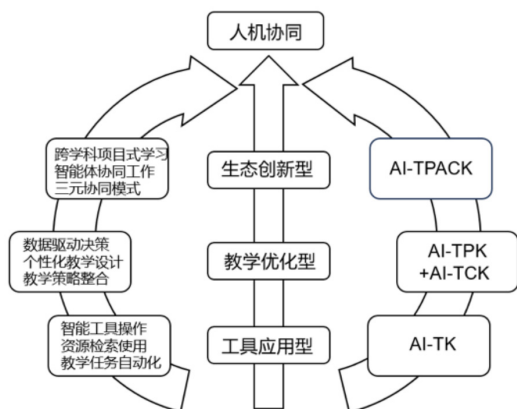 人机协同
跨学科项目式学习
智能体协同工作
三元协同模式
生态创新型
AI-TPACK
数据驱动决策
个性化教学设计
教学策略整合
教学优化型
AI-TPK
+AI-TCK
智能工具操作
资源检索使用
教学任务自动化
工具应用型
AI-TK